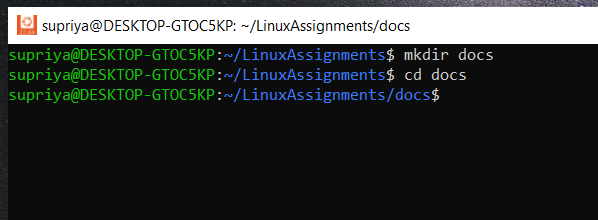 supriya@DESKTOP-GTOC5KP: ~/LinuxAssignments/docs
supriya@DESKTOP-GTOC5KP:~/LinuxAssignments$ mkdir docs
supriya@DESKTOP-GTOC5KP:~/LinuxAssignments$ cd docs
supriya@DESKTOP-GTOC5KP:~/LinuxAssignments/docs$